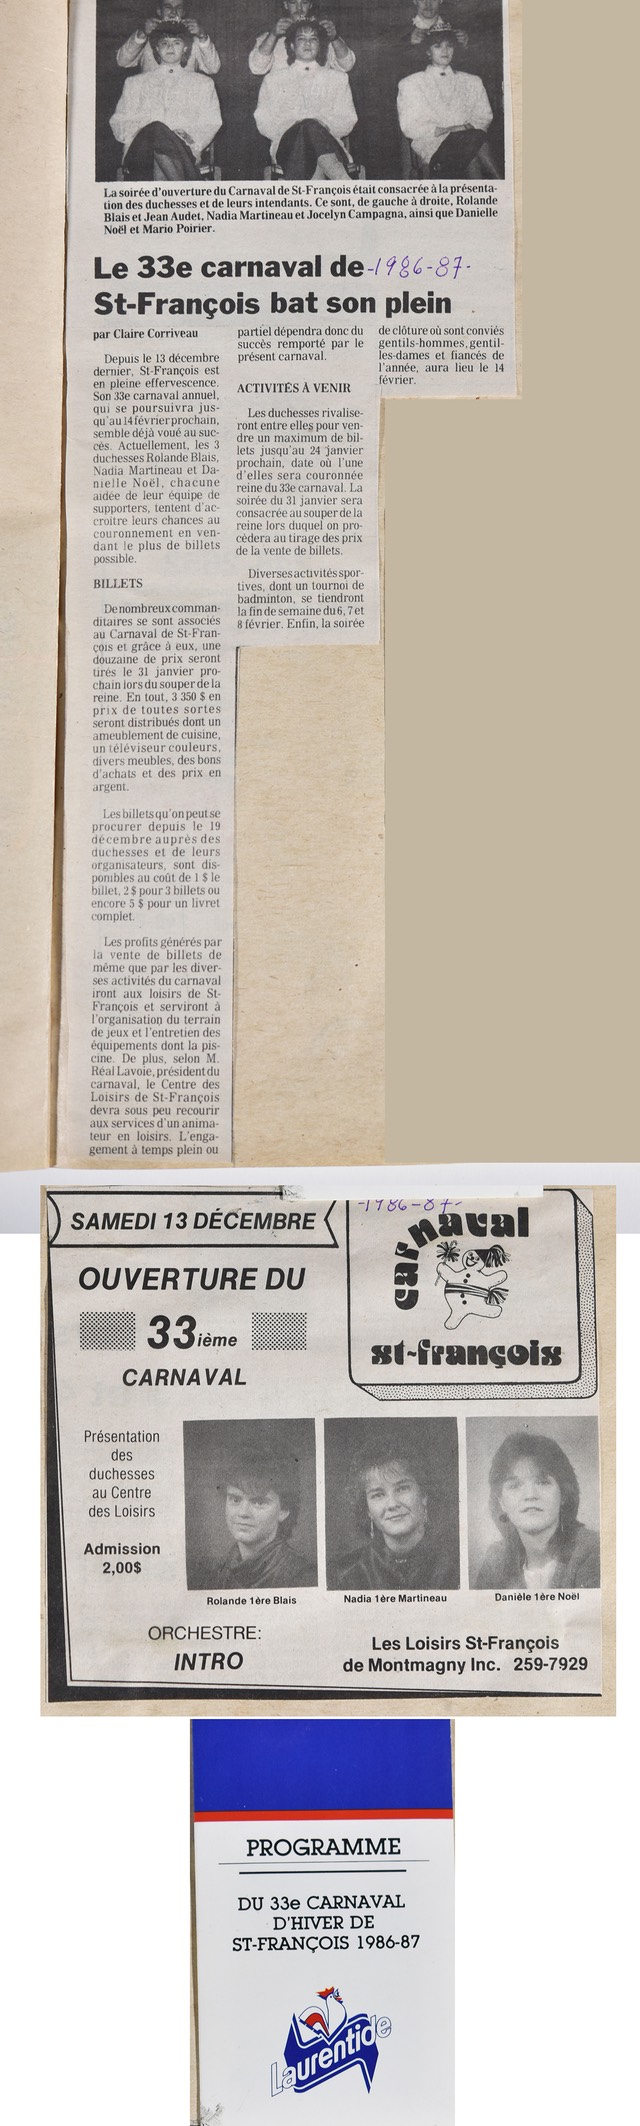 La soirée d'ouverture du Carnaval de St-François était consacrée à la présenta-
tion des duchesses et de leurs intendants. Ce sont, de gauche à droite, Rolande
Blais et Jean Audet, Nadia Martineau et Jocelyn Campagna, ainsi que Danielle
Noël et Mario Poirier.
Le 33e carnaval de -1986-87-
St-François bat son plein
par Claire Corriveau
Depuis le 13 décembre
dernier, St-François est
en pleine effervescence.
Son 33e carnaval annuel,
qui se poursuivra jus-
qu'au 14 février prochain,
semble déjà voué au suc-
cés. Actuellement, les 3
duchesses Rolande Blais,
Nadia Martineau et Da-
nielle Noël, chacune
aidée de leur équipe de
supporters, tentent d'ac-
croitre leurs chances au
couronnement en ven-
dant le plus de billets
possible.
BILLETS
De nombreux comman-
ditaires se sont associés
au Carnaval de St-Fran-
çois et grâce à eux, une
douzaine de prix seront
tirés le 31 janvier pro-
chain lors du souper de la
reine. En tout, 3 350 $ en
prix de toutes sortes
seront distribués dont un
ameublement de cuisine,
un téléviseur couleurs,
divers meubles, des bons
d'achats et des prix en
argent.
Les billets qu'on peut se
procurer depuis le 19
décembre auprès des
duchesses et de leurs
organisateurs, sont dis-
ponibles au coût de 1 $ le
billet, 2 $ pour 3 billets ou
encore 5 $ pour un livret
complet.
Les profits générés par
la vente de billets de
même que par les diver-
ses activités du carnaval
iront aux loisirs de St-
François et serviront à
l'organisation du terrain
de jeux et l'entretien des
équipements dont la pis-
cine. De plus, selon M.
Réal Lavoie, président du
carnaval, le Centre des
Loisirs de St-François
devra sous peu recourir
aux services d'un anima-
teur en loisirs. L'enga-
gement à temps plein ou
partiel dépendra donc du
succès remporté par le
présent carnaval.
ACTIVITÉS À VENIR
Les duchesses rivalise-
ront entre elles pour ven-
dre un maximum de bil-
lets jusqu'au 24 janvier
prochain, date où l'une
d'elles sera couronnée
reine du 33e carnaval. La
soirée du 31 janvier sera
consacrée au souper de la
reine lors duquel on pro-
cèdera au tirage des prix
de la vente de billets.
Diverses activités spor-
tives, dont un tournoi de
badminton, se tiendront
la fin de semaine du 6, 7 et
8 février. Enfin, la soirée
de clôture où sont conviés
gentils-hommes, gentil-
les-dames et fiancés de
l'année, aura lieu le 14
février.
-1986-87-
SAMEDI 13 DÉCEMBRE
OUVERTURE DU
33ième
CARNAVAL
carnaval
st-françois
Présentation
des
duchesses
au Centre
des Loisirs
Admission
2,00$
Rolande 1ère Blais
Nadia 1ère Martineau
Danièle 1ère Noël
ORCHESTRE:
INTRO
Les Loisirs St-François
de Montmagny Inc. 259-7929
PROGRAMME
DU 33e CARNAVAL
D'HIVER DE
ST-FRANÇOIS 1986-87
Laurentide